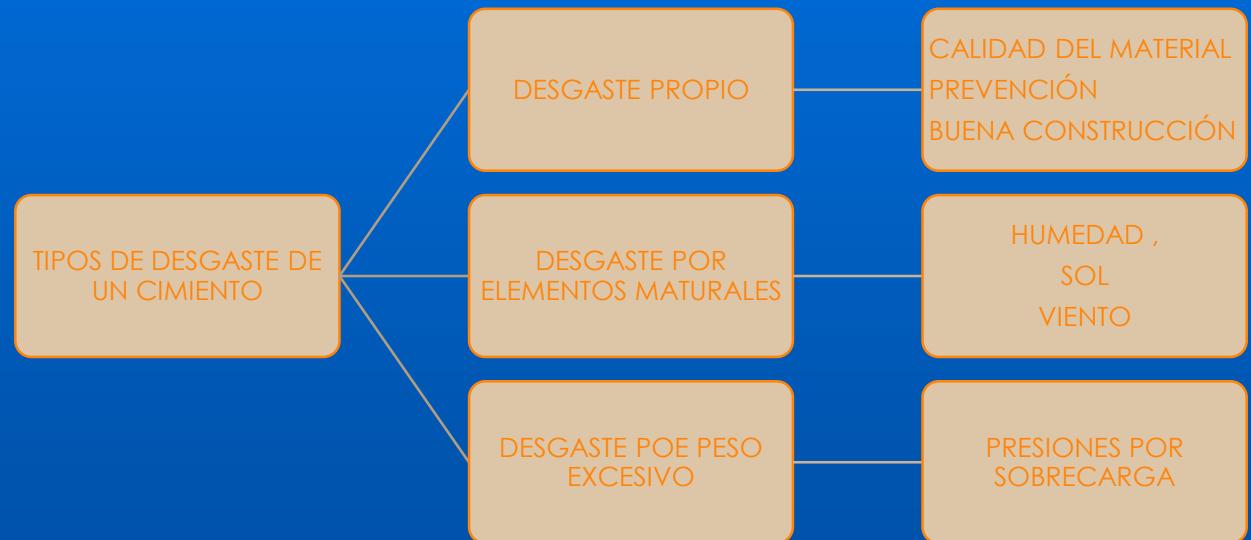 TIPOS DE DESGASTE DE
UN CIMIENTO
DESGASTE PROPIO
CALIDAD DEL MATERIAL
PREVENCIÓN
BUENA CONSTRUCCIÓN
DESGASTE POR
ELEMENTOS MATURALES
HUMEDAD ,
SOL
VIENTO
DESGASTE POE PESO
EXCESIVO
PRESIONES POR
SOBRECARGA